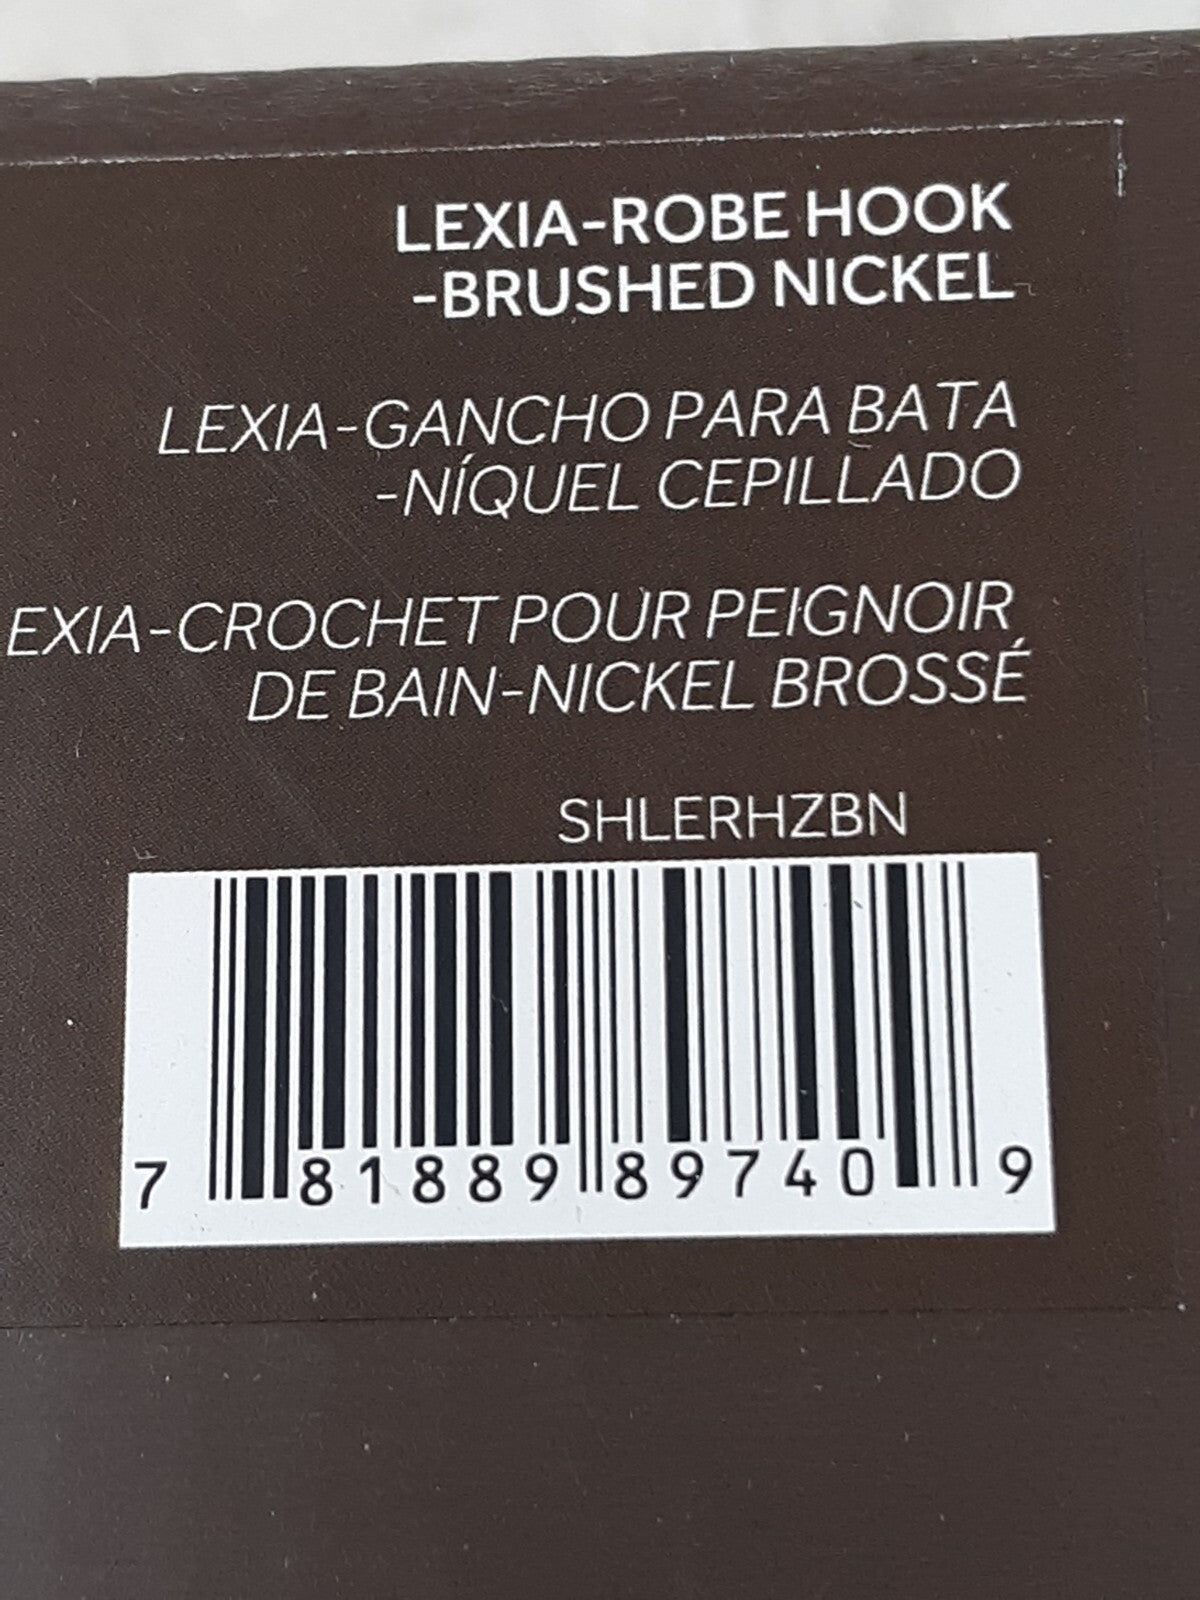 LEXIA-ROBE HOOK
-BRUSHED NICKEL
LEXIA-GANCHO PARA BATA
-NÍQUEL CEPILLADO
EXIA-CROCHET POUR PEIGNOIR
DE BAIN-NICKEL BROSSÉ
SHLERHZBN
7 81889 89740 9